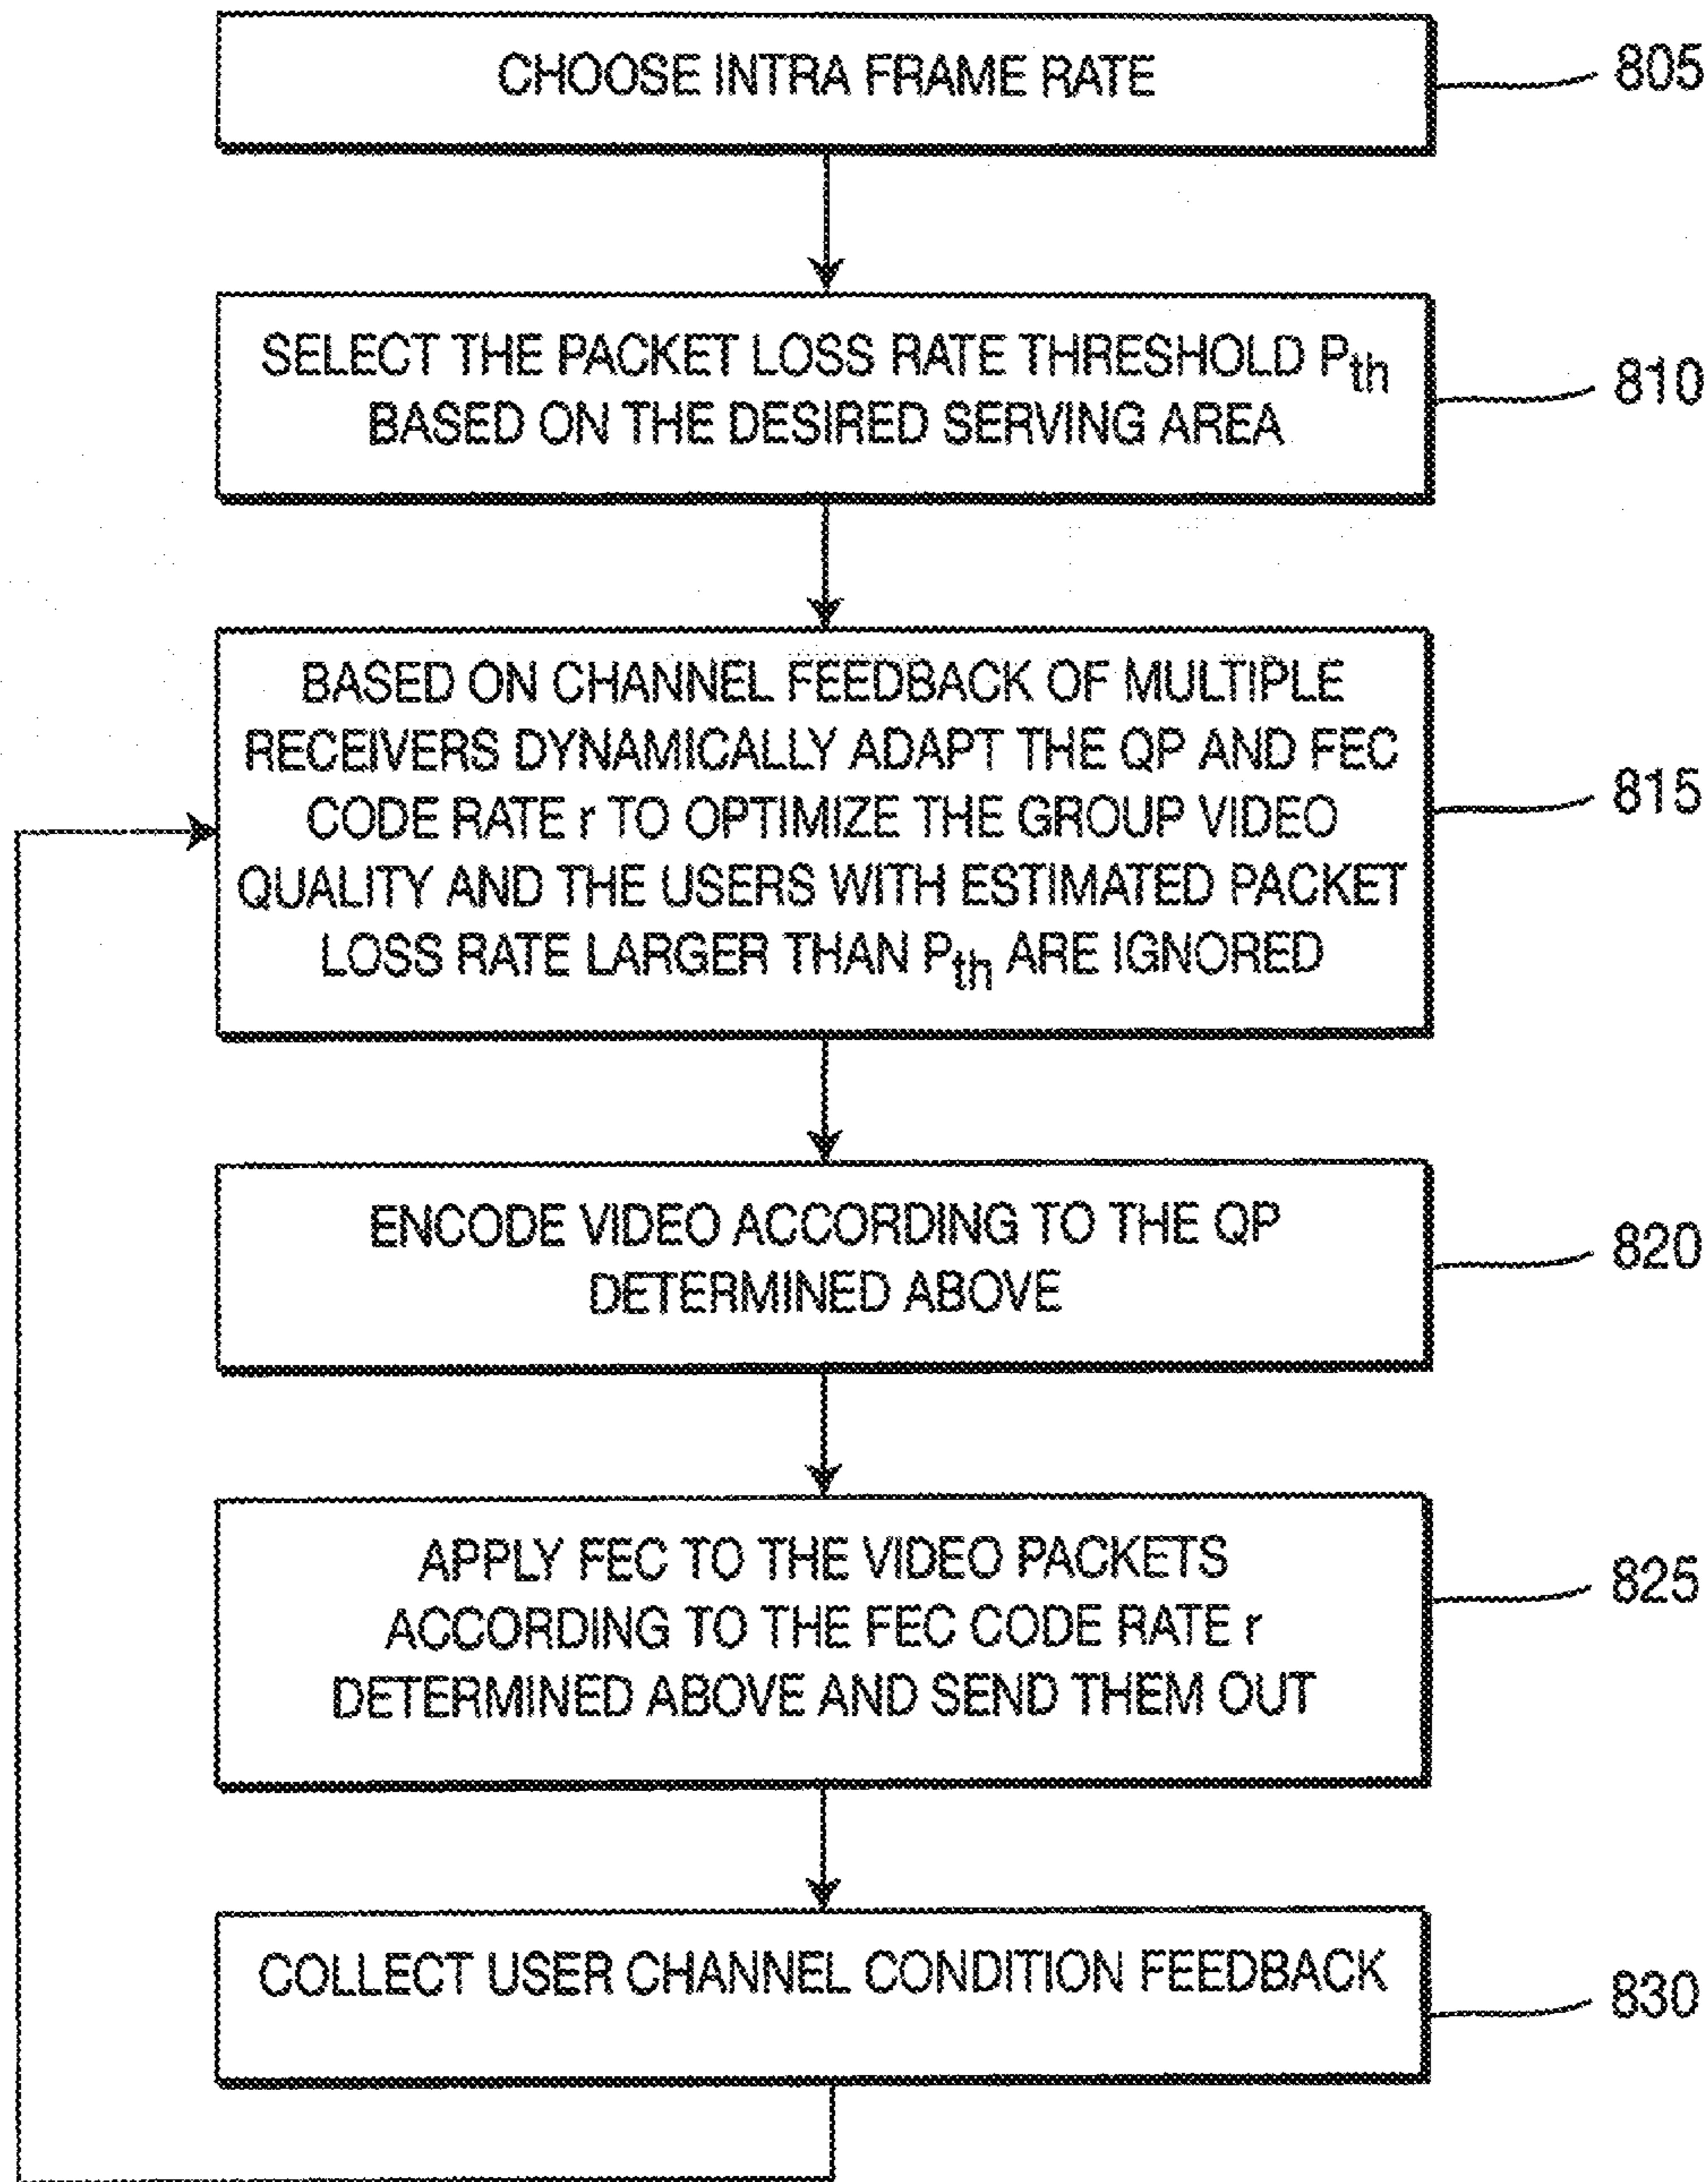 CHOOSE INTRA FRAME RATE
805
SELECT THE PACKET LOSS RATE THRESHOLD Pth
BASED ON THE DESIRED SERVING AREA
810
BASED ON CHANNEL FEEDBACK OF MULTIPLE
RECEIVERS DYNAMICALLY ADAPT THE QP AND FEC
CODE RATE r TO OPTIMIZE THE GROUP VIDEO
QUALITY AND THE USERS WITH ESTIMATED PACKET
LOSS RATE LARGER THAN Pth ARE IGNORED
815
ENCODE VIDEO ACCORDING TO THE QP
DETERMINED ABOVE
820
APPLY FEC TO THE VIDEO PACKETS
ACCORDING TO THE FEC CODE RATE r
DETERMINED ABOVE AND SEND THEM OUT
825
COLLECT USER CHANNEL CONDITION FEEDBACK
830